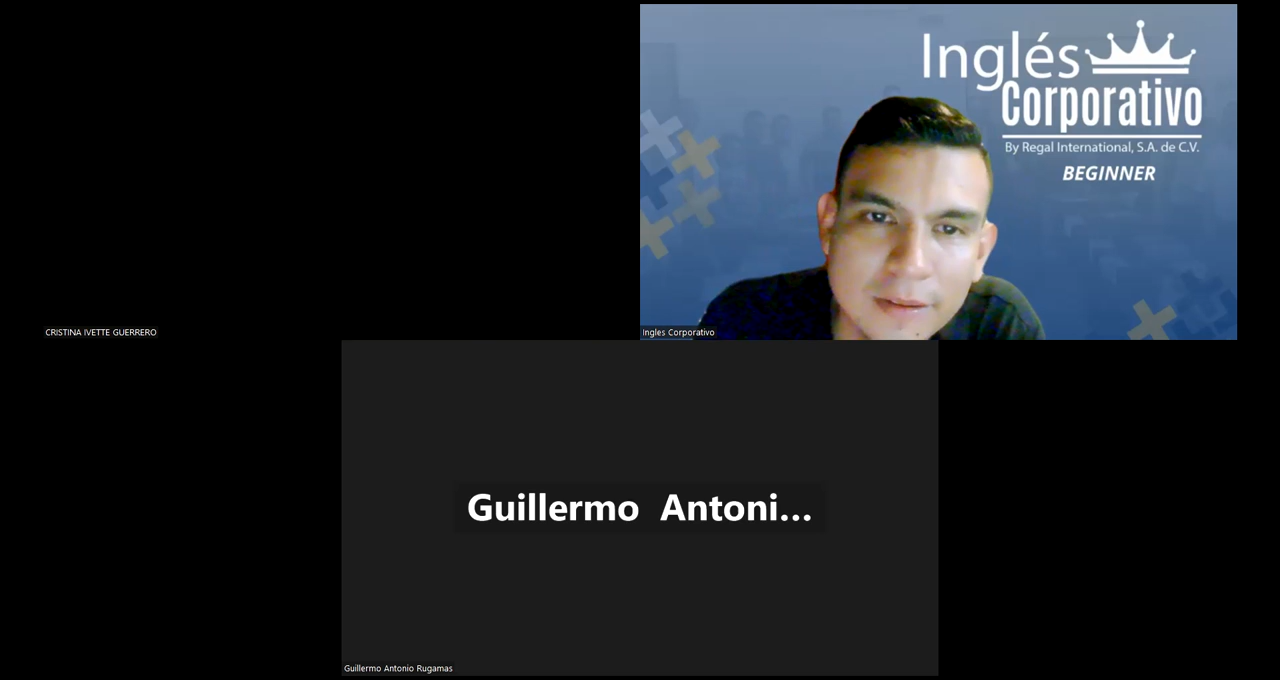 Inglés
Corporativo
By Regal International, S.A. de C.V.
BEGINNER
CRISTINA IVETTE GUERRERO
Ingles Corporativo
Guillermo Antoni...
Guillermo Antonio Rugamas